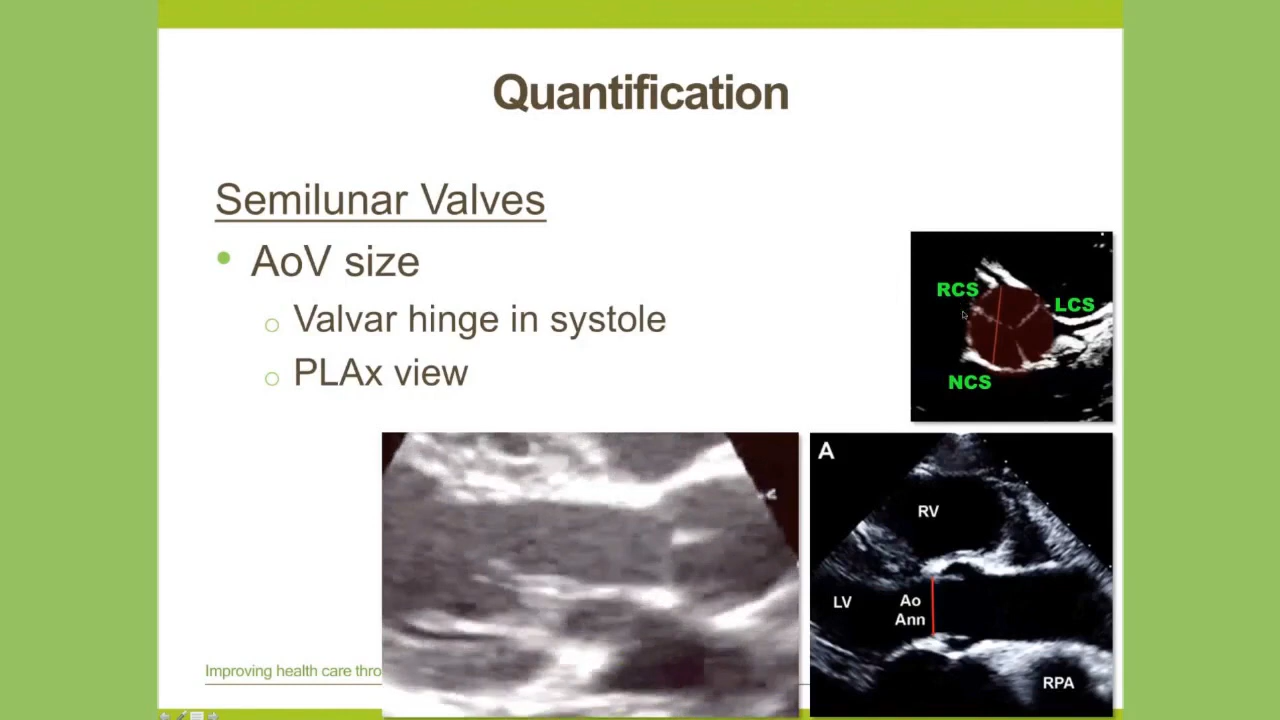 Quantification
Semilunar Valves
AoV size
Valvar hinge in systole
PLAx view
RCS
LCS
NCS
A
RV
LV
Ao
Ann
RPA
Improving health care thro